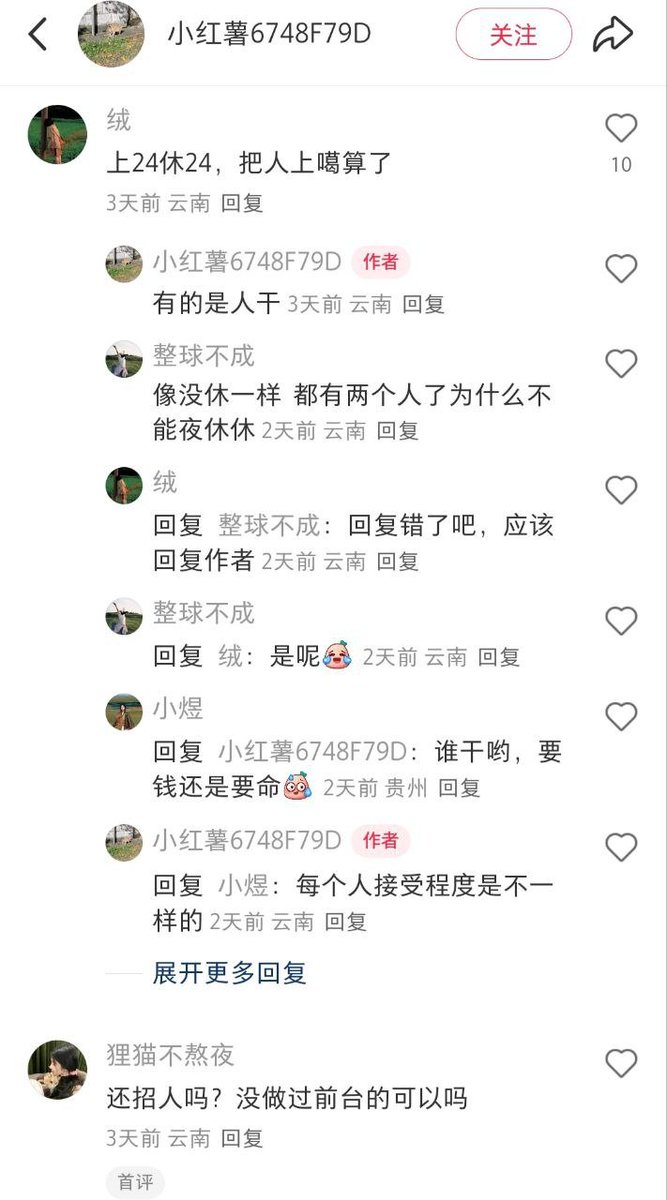 小红薯6748F79D
关注
绒
上24休24，把人上噶算了
10
3天前 云南 回复
小红薯6748F79D 作者
有的是人干 3天前 云南 回复
整球不成
像没休一样 都有两个人了为什么不
能夜休休 2天前 云南 回复
绒
回复 整球不成：回复错了吧，应该
回复作者 2天前 云南 回复
整球不成
回复 绒：是呢 2天前 云南 回复
小煜
回复 小红薯6748F79D：谁干哟，要
钱还是要命 2天前 贵州 回复
小红薯6748F79D 作者
回复 小煜：每个人接受程度是不一
样的 2天前 云南 回复
展开更多回复
狸猫不熬夜
还招人吗？没做过前台的可以吗
3天前 云南 回复
首评